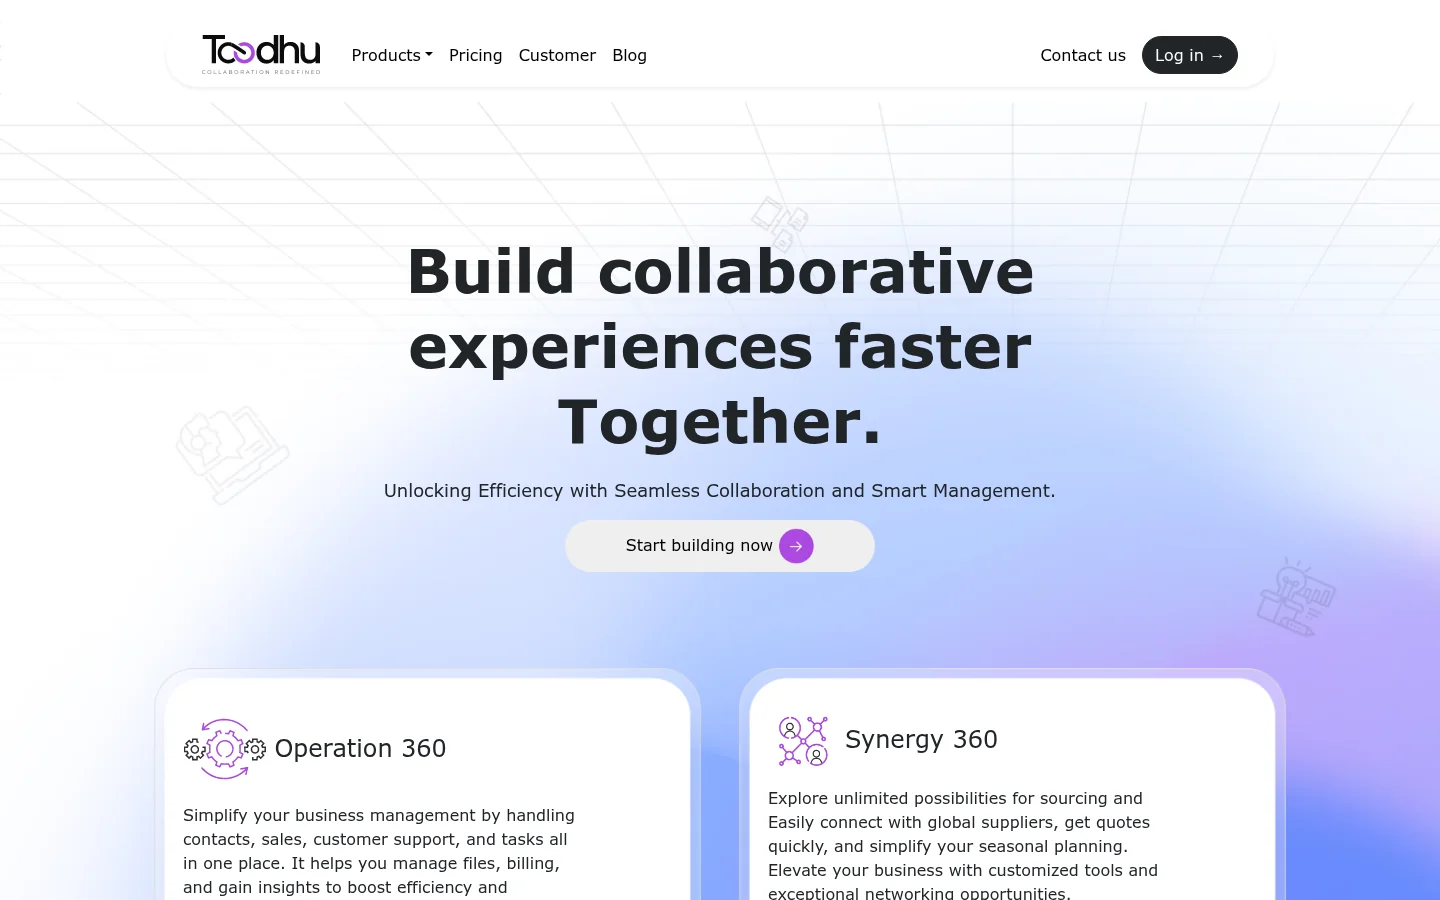 Toodhu
COLLABORATION REDEFINED
Products
Pricing
Customer
Blog
Contact us
Log in →
Build collaborative
experiences faster
Together.
Unlocking Efficiency with Seamless Collaboration and Smart Management.
Start building now
Operation 360
Simplify your business management by handling
contacts, sales, customer support, and tasks all
in one place. It helps you manage files, billing,
and gain insights to boost efficiency and
Synergy 360
Explore unlimited possibilities for sourcing and
Easily connect with global suppliers, get quotes
quickly, and simplify your seasonal planning.
Elevate your business with customized tools and
exceptional networking opportunities.